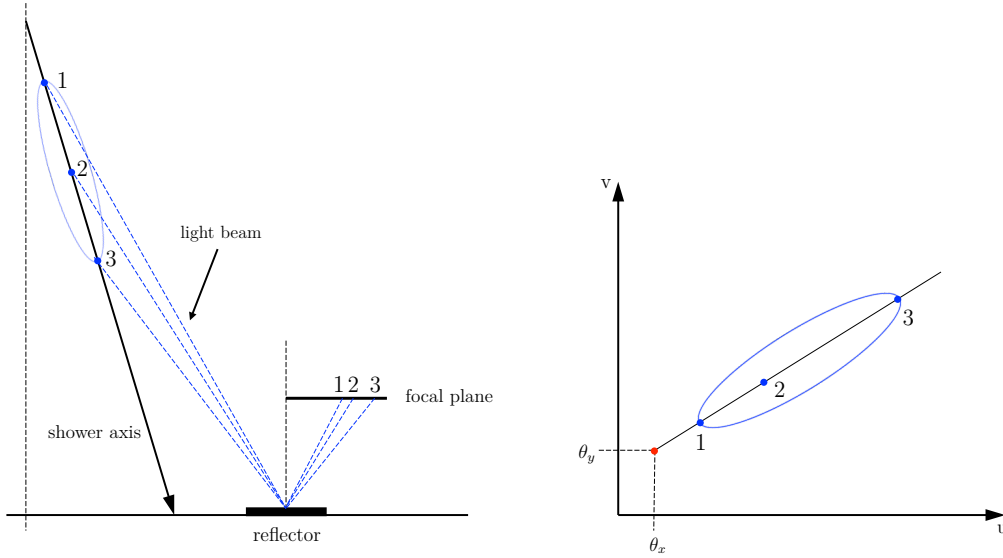 1
2
3
light beam
1 2 3
focal plane
shower axis
reflector
v
3
2
1
θy
θx
u